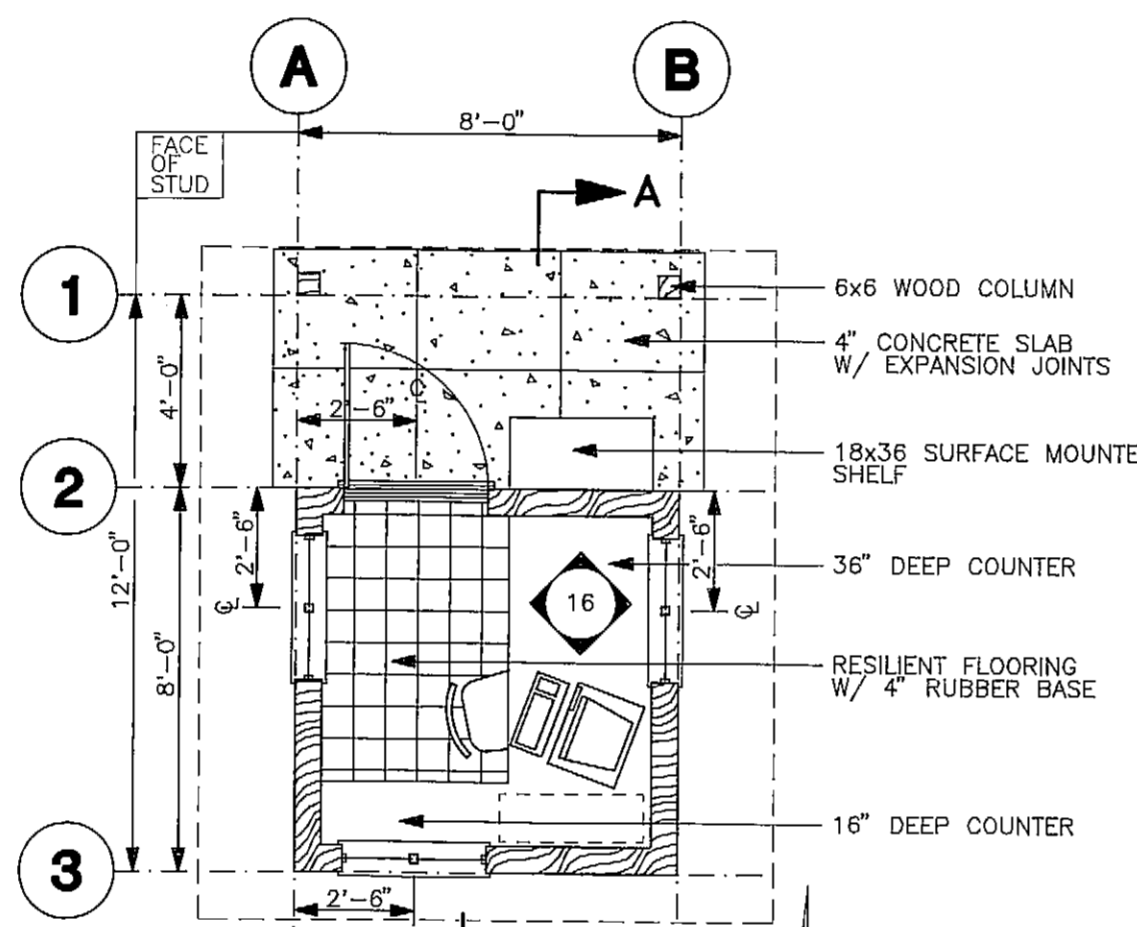 A
B
8'-0"
FACE
OF
STUD
A
1
6x6 WOOD COLUMN
4" CONCRETE SLAB
W/ EXPANSION JOINTS
4'-0"
2'-6"
18x36 SURFACE MOUNTE
SHELF
2
2'-6"
2'-6"
36" DEEP COUNTER
12'-0"
16
8'-0"
RESILIENT FLOORING
W/ 4" RUBBER BASE
16" DEEP COUNTER
3
2'-6"